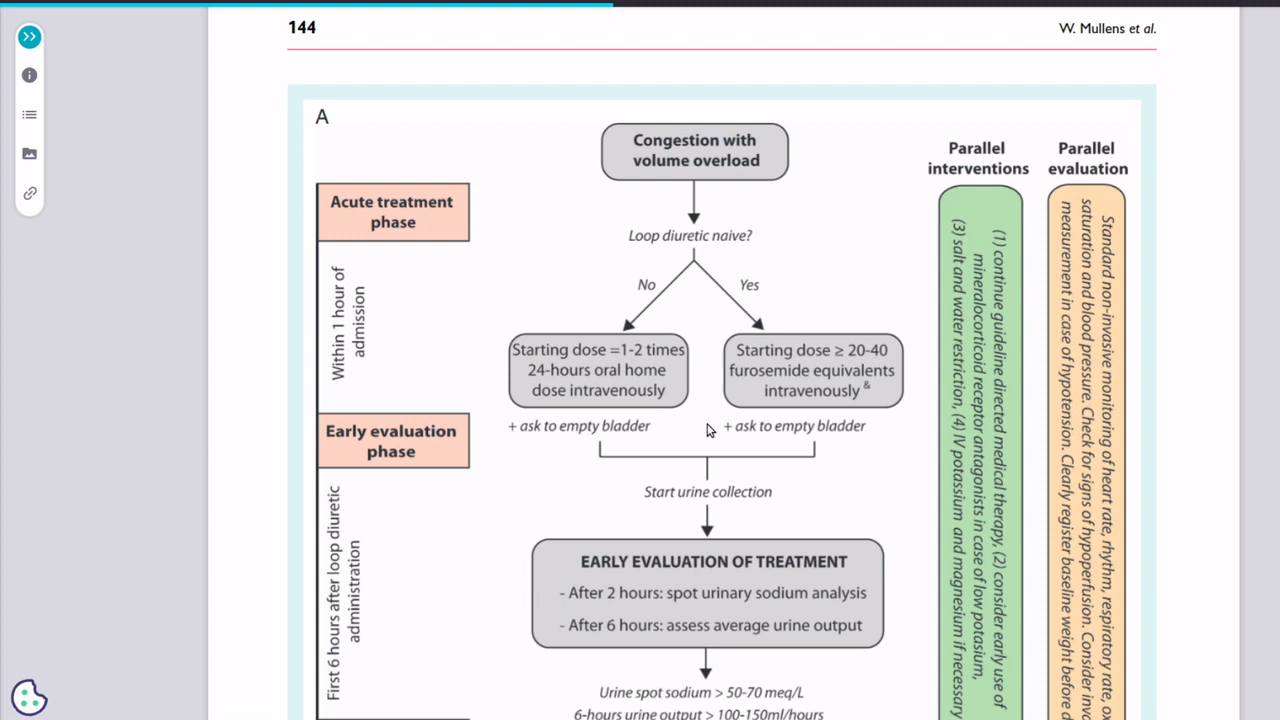 144
W. Mullens et al.
A
Congestion with
volume overload
Parallel
interventions
Parallel
evaluation
Acute treatment
phase
Loop diuretic naive?
No
Yes
Within 1 hour of
admission
Starting dose =1-2 times
24-hours oral home
dose intravenously
Starting dose ≥ 20-40
furosemide equivalents
intravenously &
+ ask to empty bladder
+ ask to empty bladder
Early evaluation
phase
Start urine collection
First 6 hours after loop diuretic
administration
EARLY EVALUATION OF TREATMENT
- After 2 hours: spot urinary sodium analysis
- After 6 hours: assess average urine output
Urine spot sodium > 50-70 meq/L
6-hours urine output > 100-150ml/hours
(1) continue guideline directed medical therapy, (2) consider early use of
mineralocorticoid receptor antagonists in case of low potassium,
(3) salt and water restriction, (4) IV potassium and magnesium if necessary
Standard non-invasive monitoring of heart rate, rhythm, respiratory rate,
saturation and blood pressure. Check for signs of hypoperfusion. Consider
measurement in case of hypotension. Clearly register baseline weight before